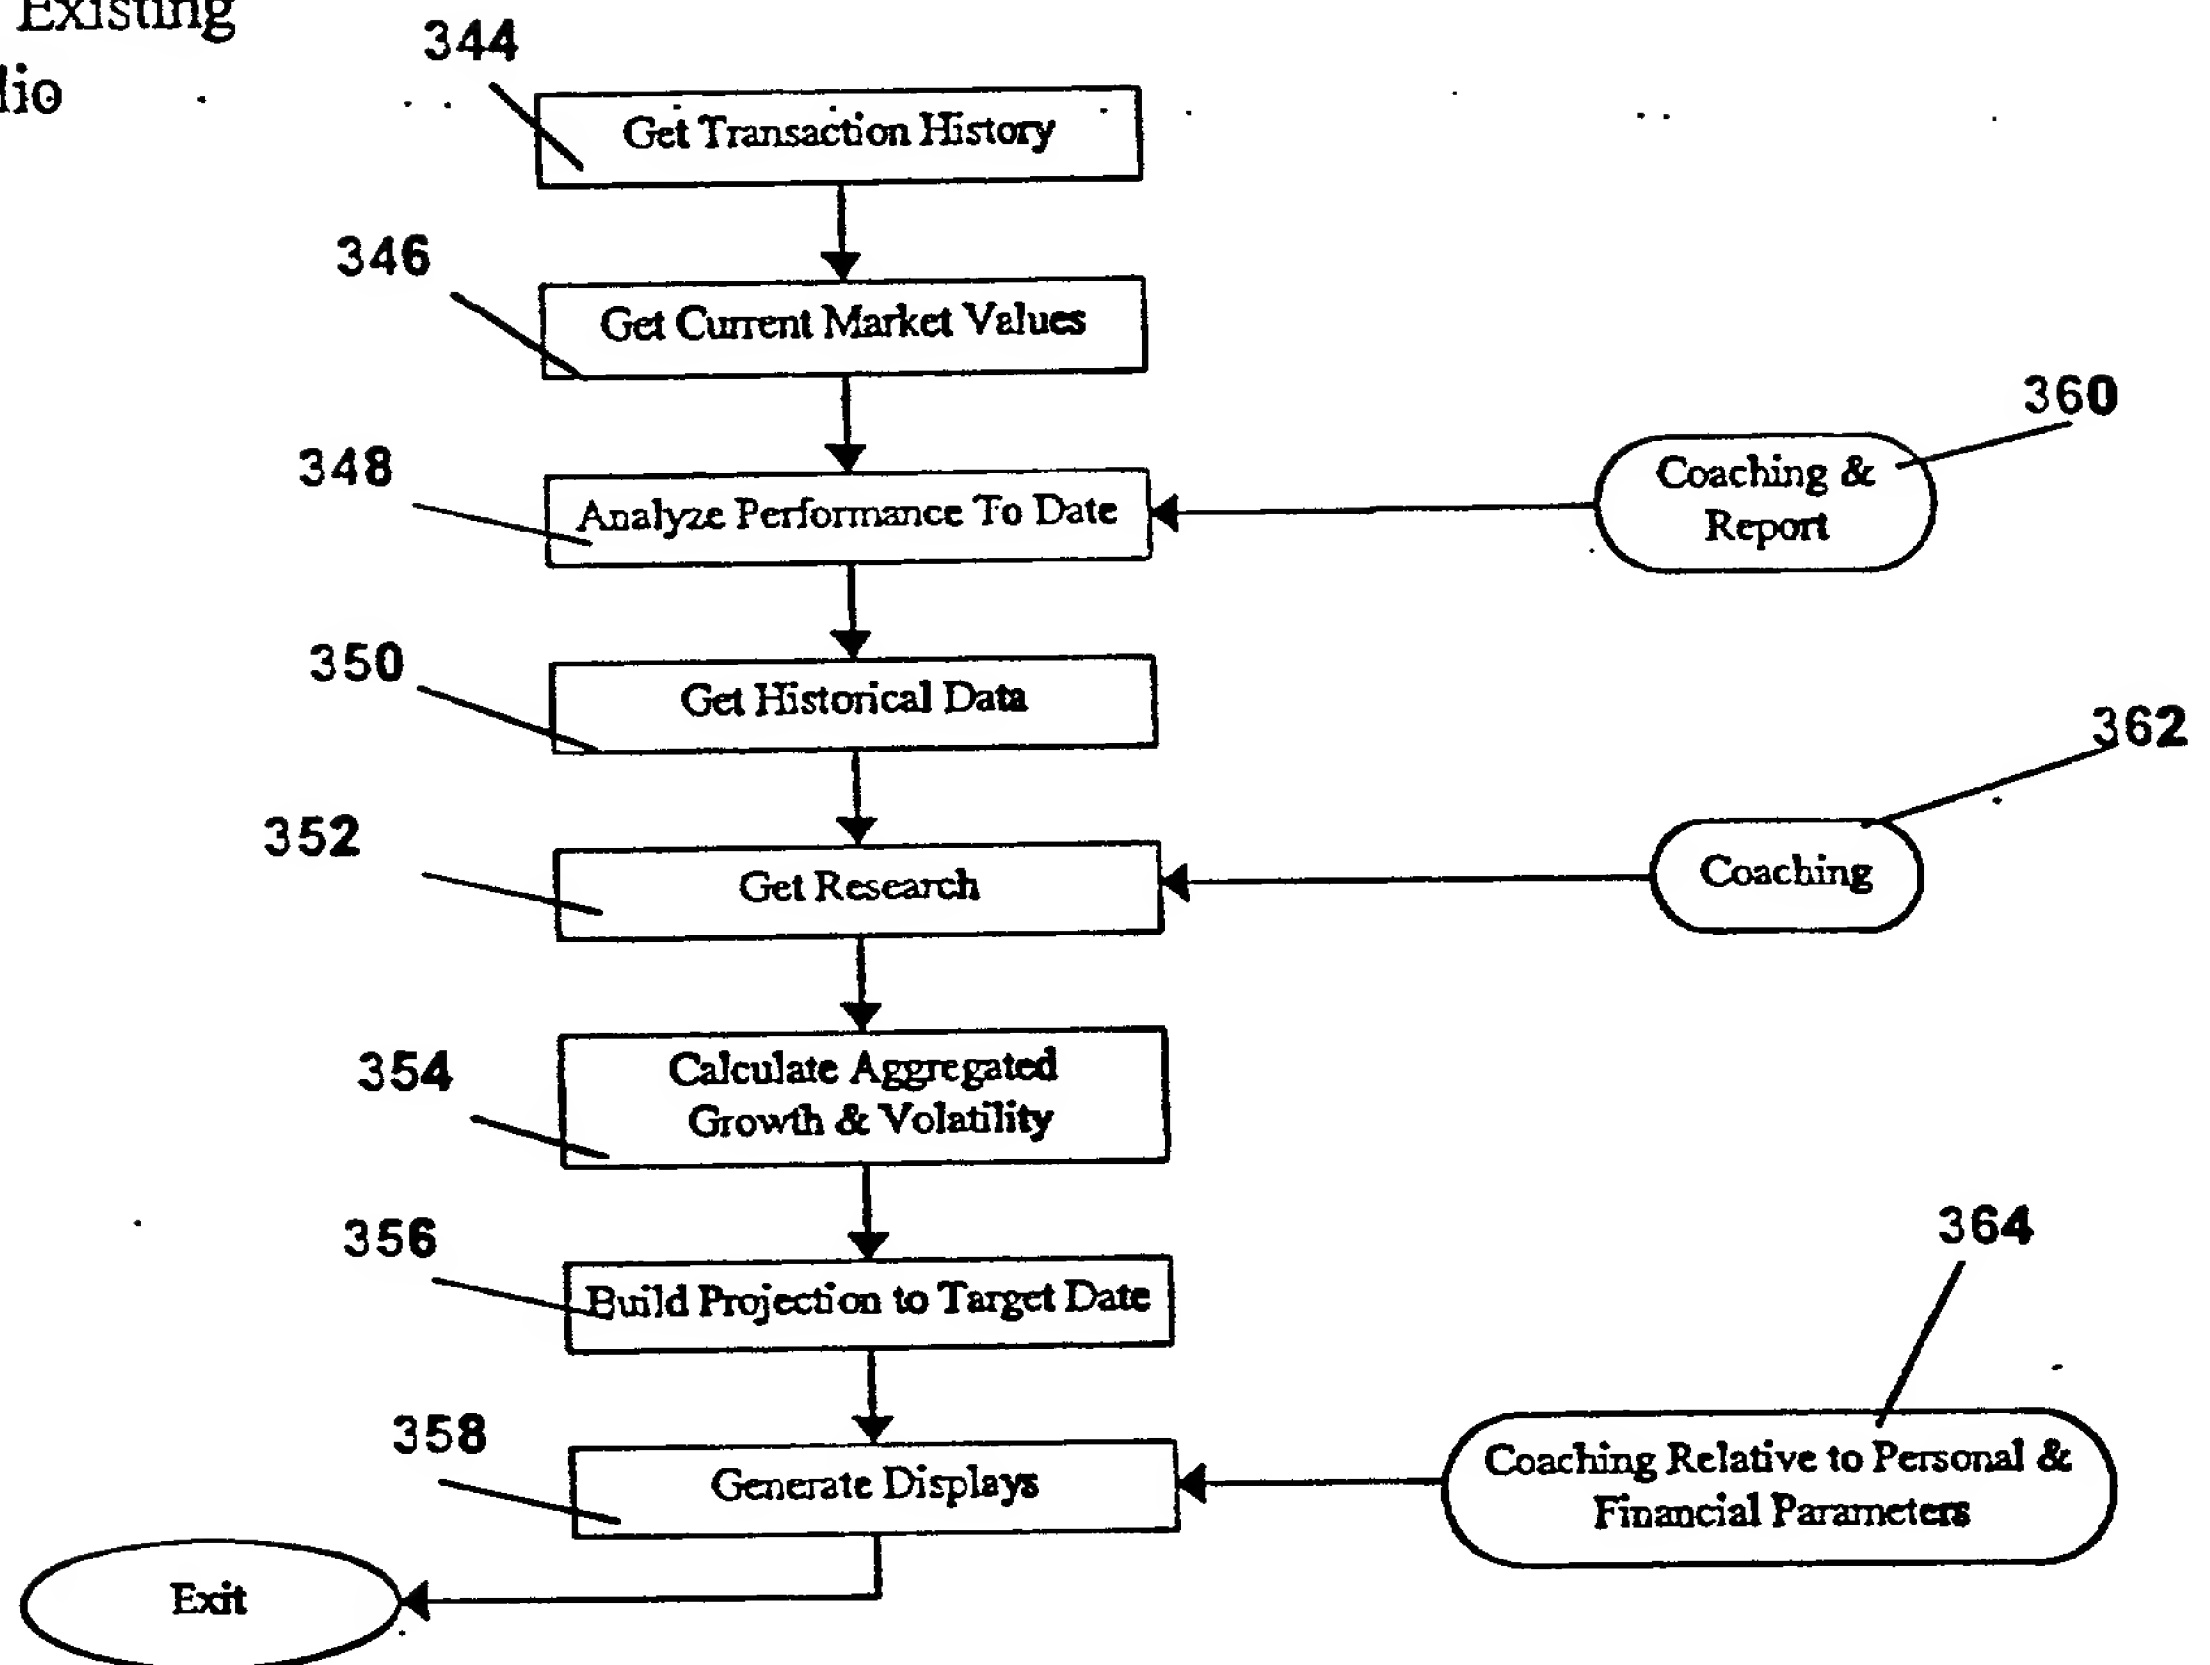 Existing
lio
344
Get Transaction History
346
Get Current Market Values
348
Analyze Performance To Date
360
Coaching &
Report
350
Get Historical Data
362
352
Get Research
Coaching
354
Calculate Aggregated
Growth & Volatility
356
Build Projection to Target Date
364
358
Generate Displays
Coaching Relative to Personal &
Financial Parameters
Exit